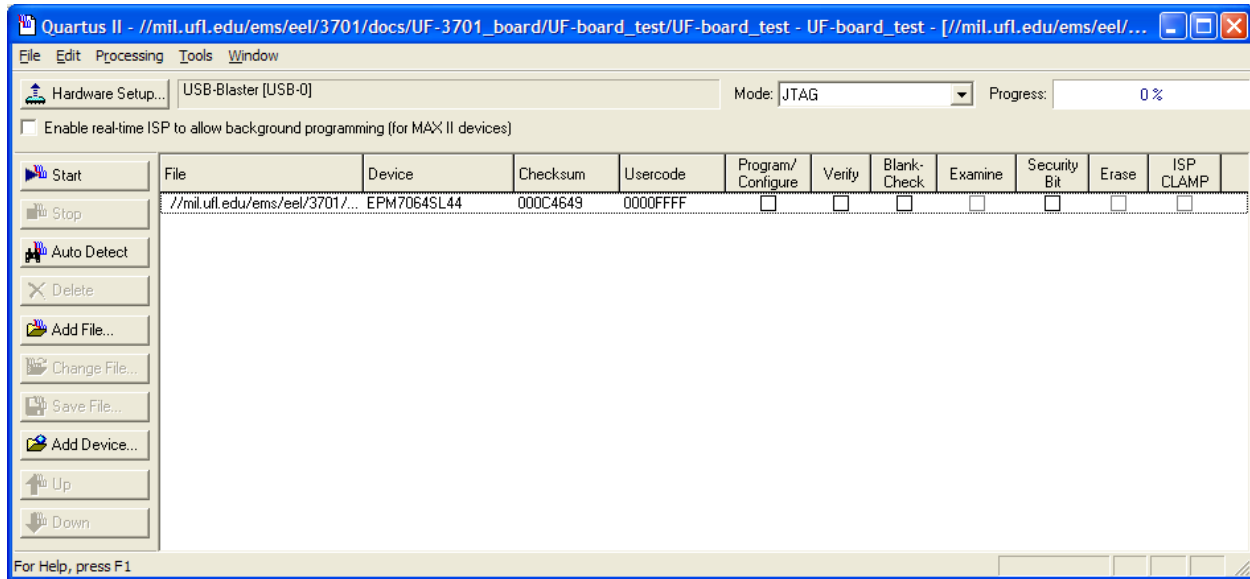 Quartus II - //mil.ufl.edu/ems/eel/3701/docs/UF-3701_board/UF-board_test/UF-board_test - UF-board_test - [//mil.ufl.edu/ems/eel/...
File Edit Processing Tools Window
Hardware Setup... USB-Blaster [USB-0] Mode: JTAG Progress: 0 %
Enable real-time ISP to allow background programming (for MAX II devices)
File Device Checksum Usercode Program/ Configure Verify Blank- Check Examine Security Bit Erase ISP CLAMP
//mil.ufl.edu/ems/eel/3701/... EPM7064SL44 000C4649 0000FFFF
Start
Stop
Auto Detect
Delete
Add File...
Change File...
Save File...
Add Device...
Up
Down
For Help, press F1